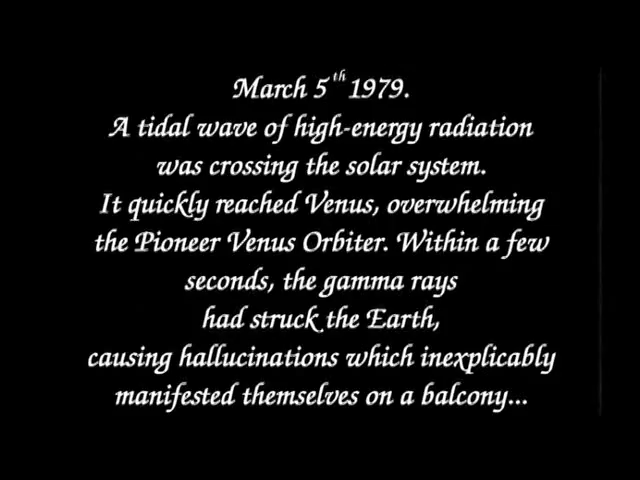 March 5th 1979.
A tidal wave of high-energy radiation
was crossing the solar system.
It quickly reached Venus, overwhelming
the Pioneer Venus Orbiter. Within a few
seconds, the gamma rays
had struck the Earth,
causing hallucinations which inexplicably
manifested themselves on a balcony...